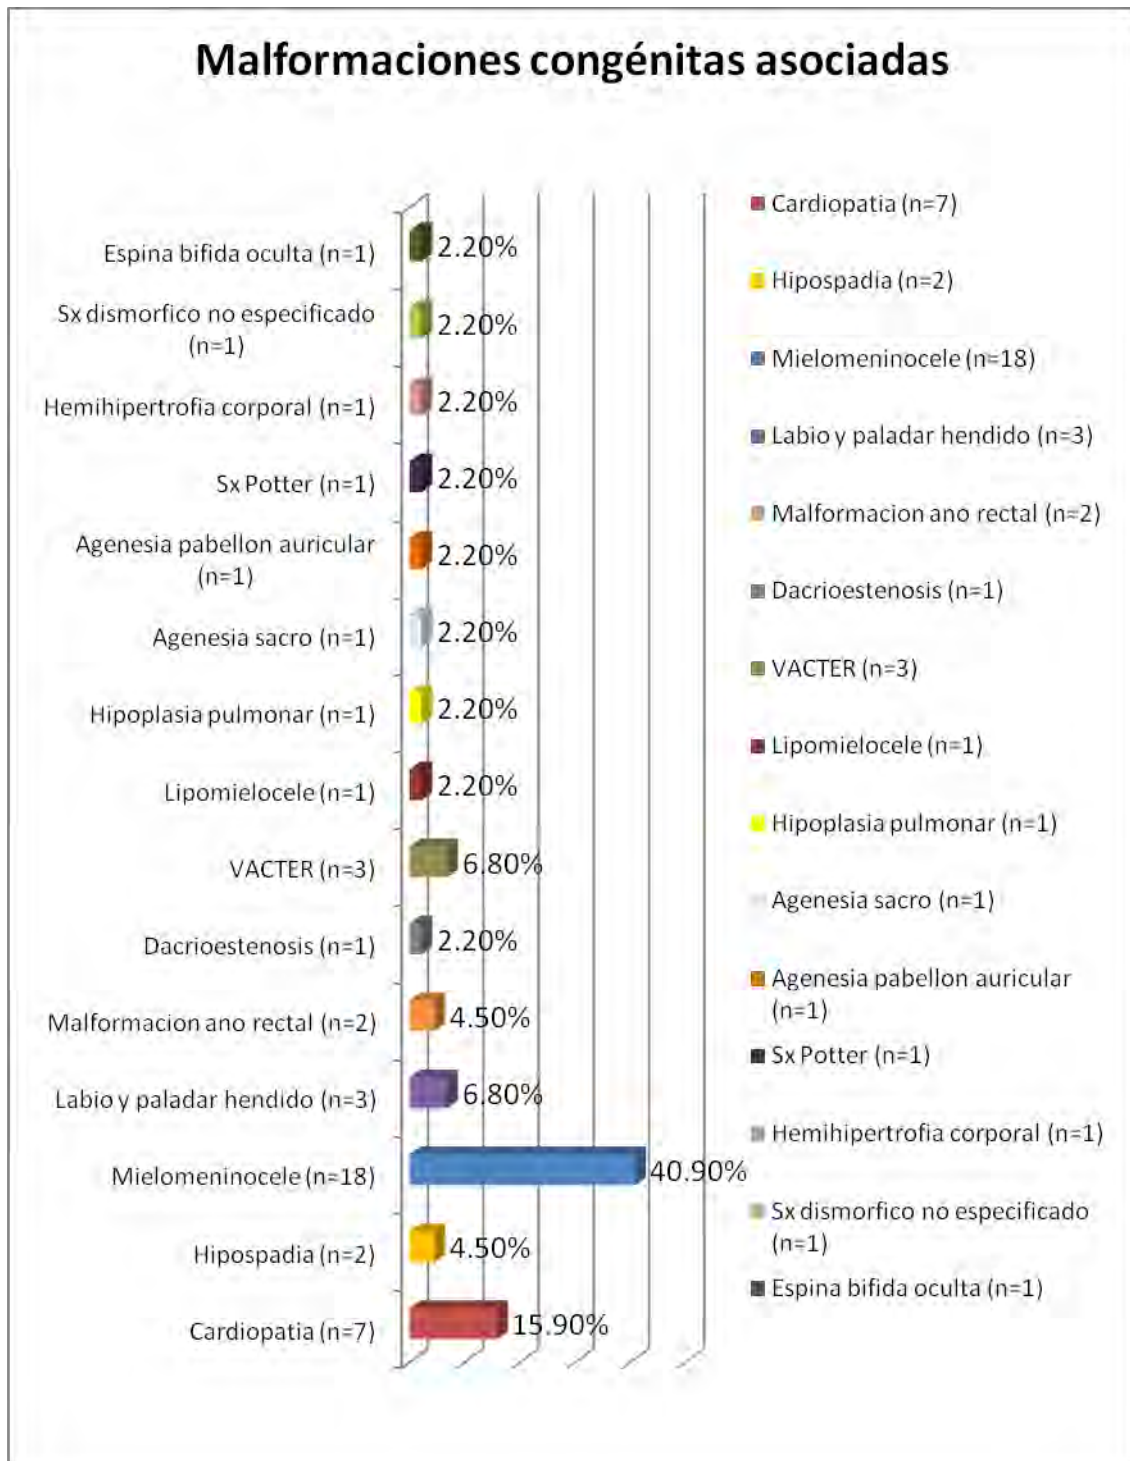 Malformaciones congénitas asociadas
Espina bifida oculta (n=1)
2.20%
Sx dismorfico no especificado
(n=1)
2.20%
Hemihipertrofia corporal (n=1)
2.20%
Sx Potter (n=1)
2.20%
Agenesia pabellon auricular
(n=1)
2.20%
Agenesia sacro (n=1)
2.20%
Hipoplasia pulmonar (n=1)
2.20%
Lipomielocele (n=1)
2.20%
VACTER (n=3)
6.80%
Dacrioestenosis (n=1)
2.20%
Malformacion ano rectal (n=2)
4.50%
Labio y paladar hendido (n=3)
6.80%
Mielomeninocele (n=18)
40.90%
Hipospadia (n=2)
4.50%
Cardiopatia (n=7)
15.90%
Cardiopatia (n=7)
Hipospadia (n=2)
Mielomeninocele (n=18)
Labio y paladar hendido (n=3)
Malformacion ano rectal (n=2)
Dacrioestenosis (n=1)
VACTER (n=3)
Lipomielocele (n=1)
Hipoplasia pulmonar (n=1)
Agenesia sacro (n=1)
Agenesia pabellon auricular
(n=1)
Sx Potter (n=1)
Hemihipertrofia corporal (n=1)
Sx dismorfico no especificado
(n=1)
Espina bifida oculta (n=1)